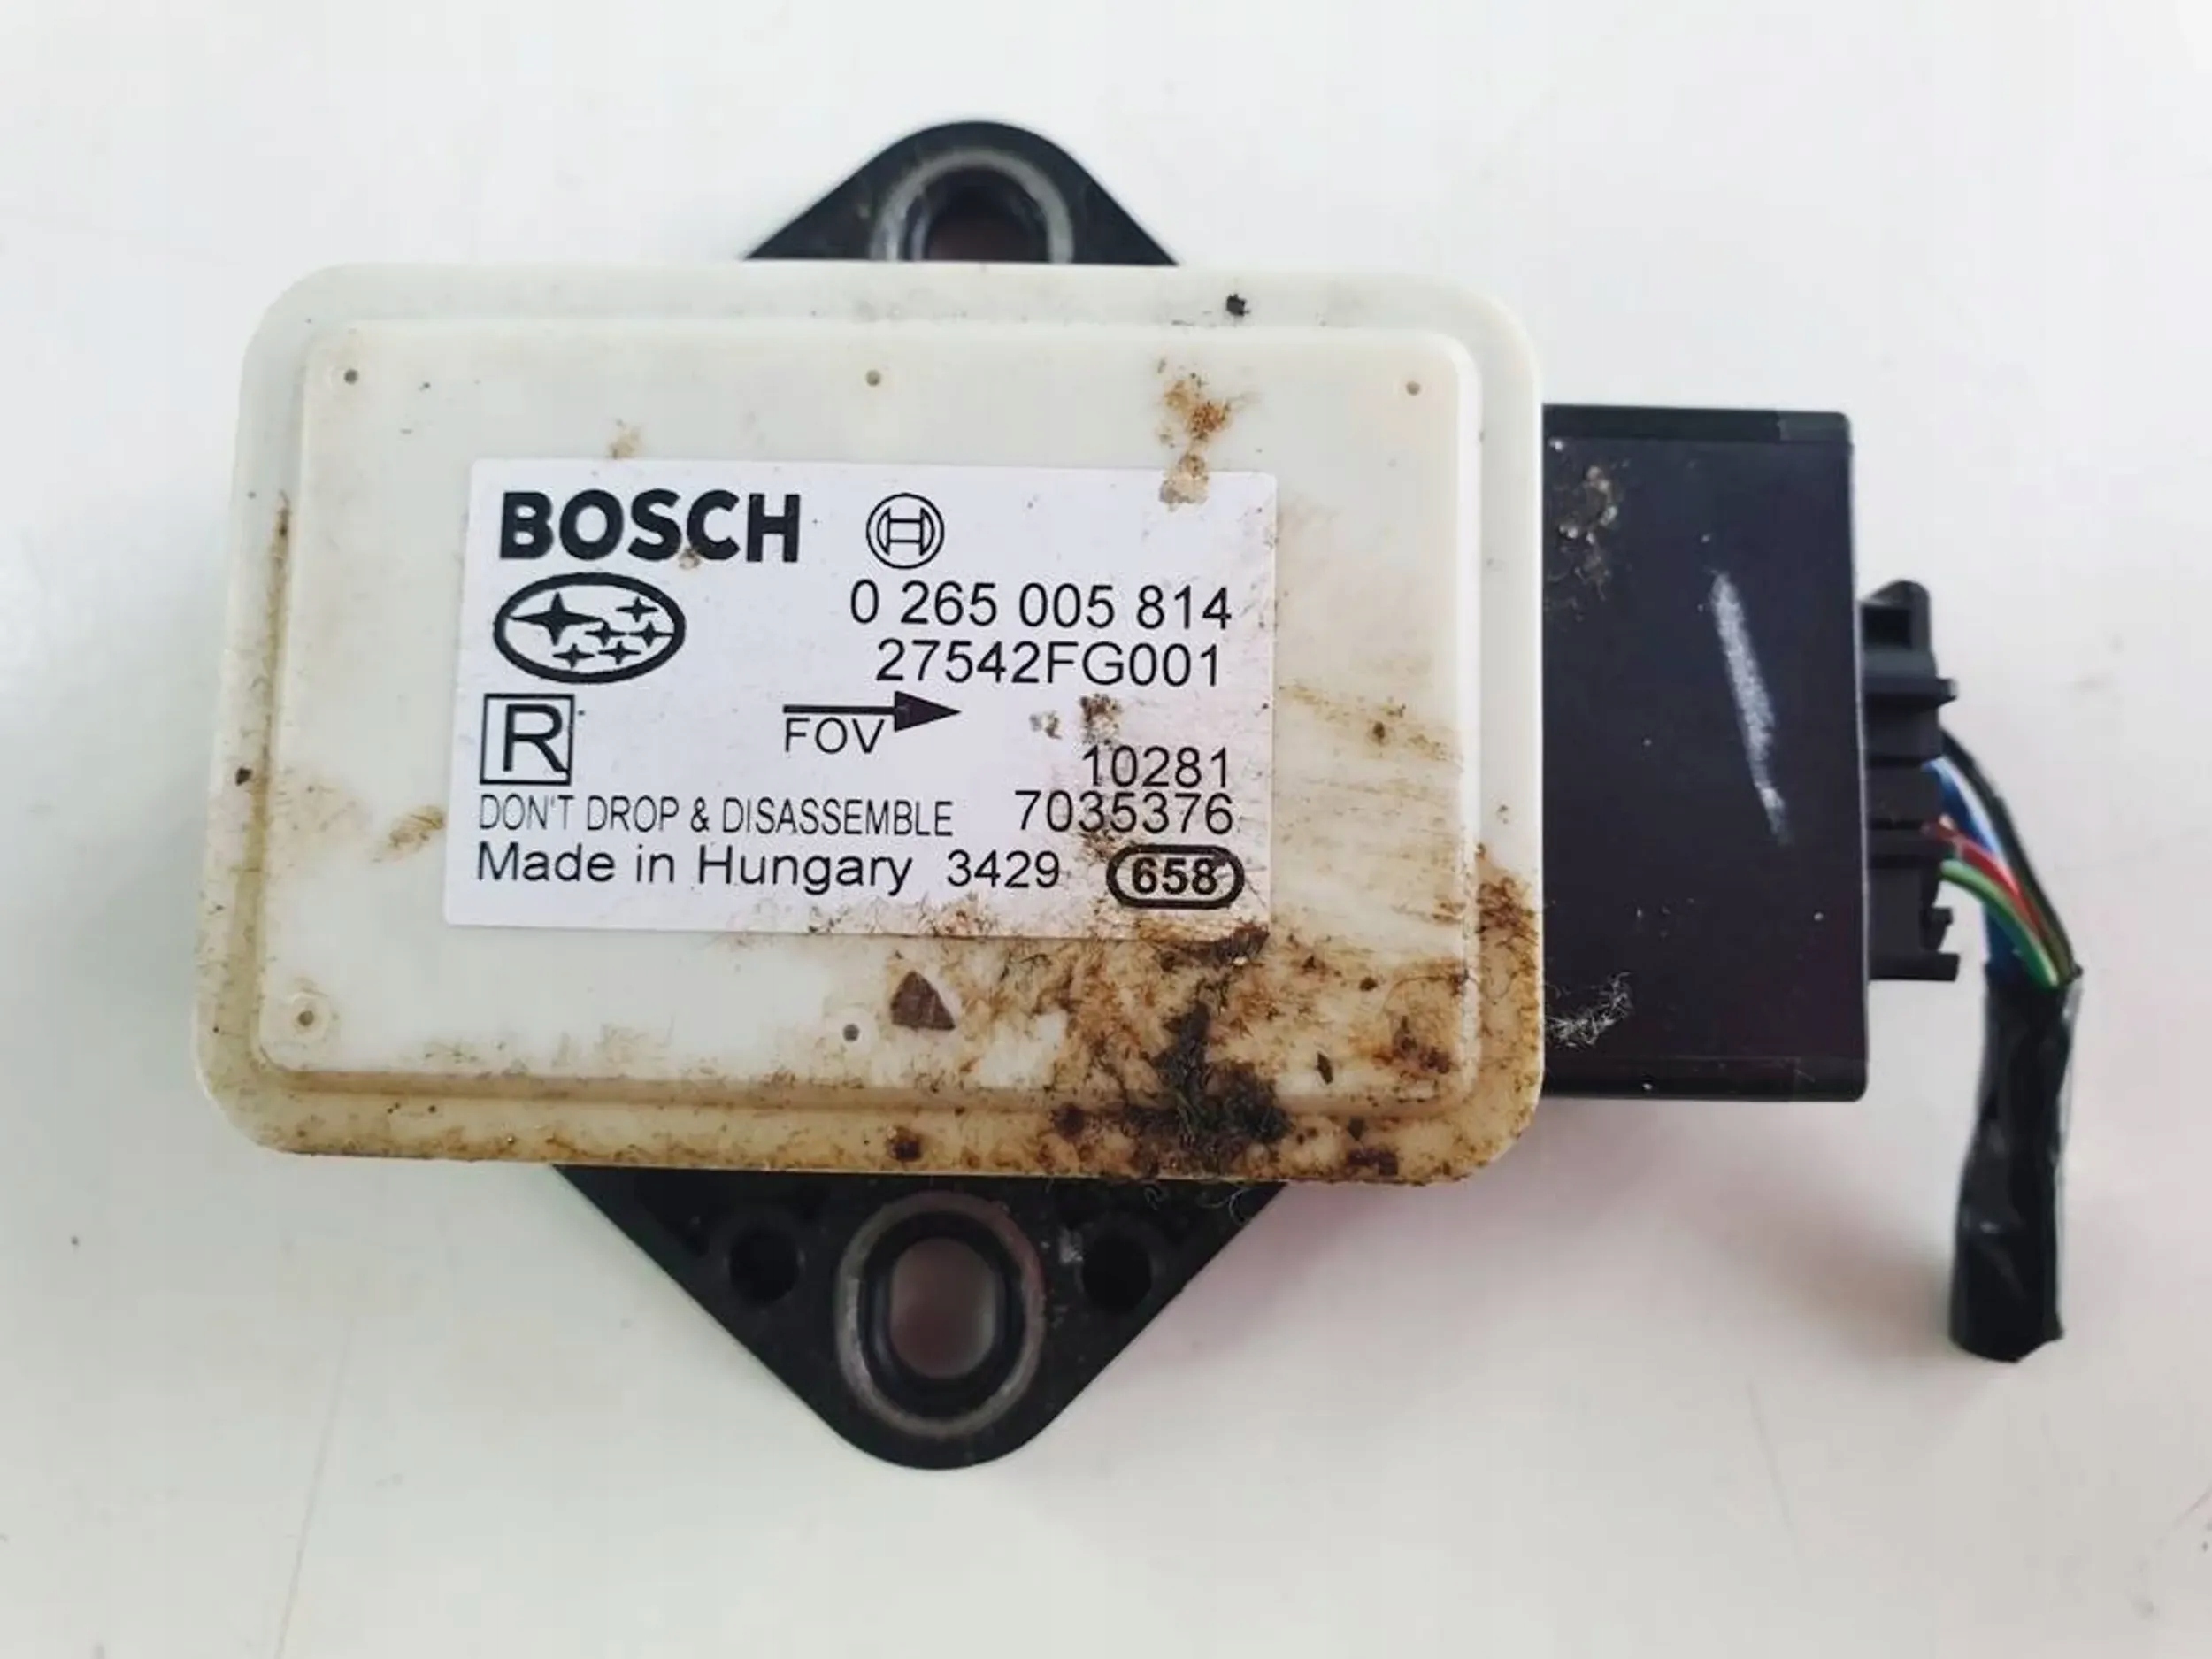 BOSCH
0 265 005 814
27542FG001
R
FOV
10281
DON'T DROP & DISASSEMBLE 7035376
Made in Hungary 3429 658